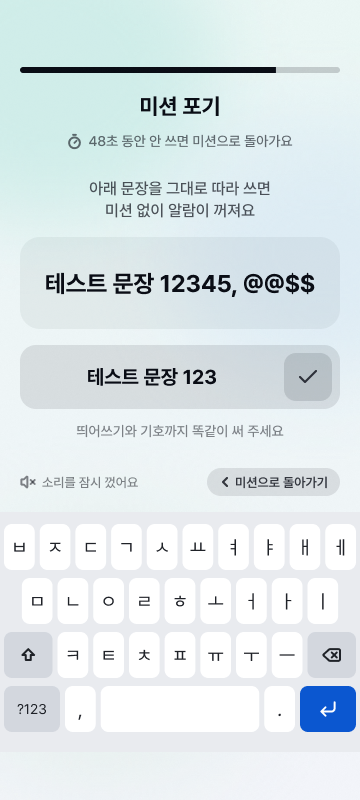 미션 포기
48초 동안 안 쓰면 미션으로 돌아가요
아래 문장을 그대로 따라 쓰면
미션 없이 알람이 꺼져요
테스트 문장 12345, @@$$
테스트 문장 123
띄어쓰기와 기호까지 똑같이 써 주세요
소리를 잠시 껐어요
미션으로 돌아가기
ㅂ ㅈ ㄷ ㄱ ㅅ ㅛ ㅕ ㅑ ㅐ ㅔ
ㅁ ㄴ ㅇ ㄹ ㅎ ㅗ ㅓ ㅏ ㅣ
ㅋ ㅌ ㅊ ㅍ ㅠ ㅜ ㅡ
?123 , .